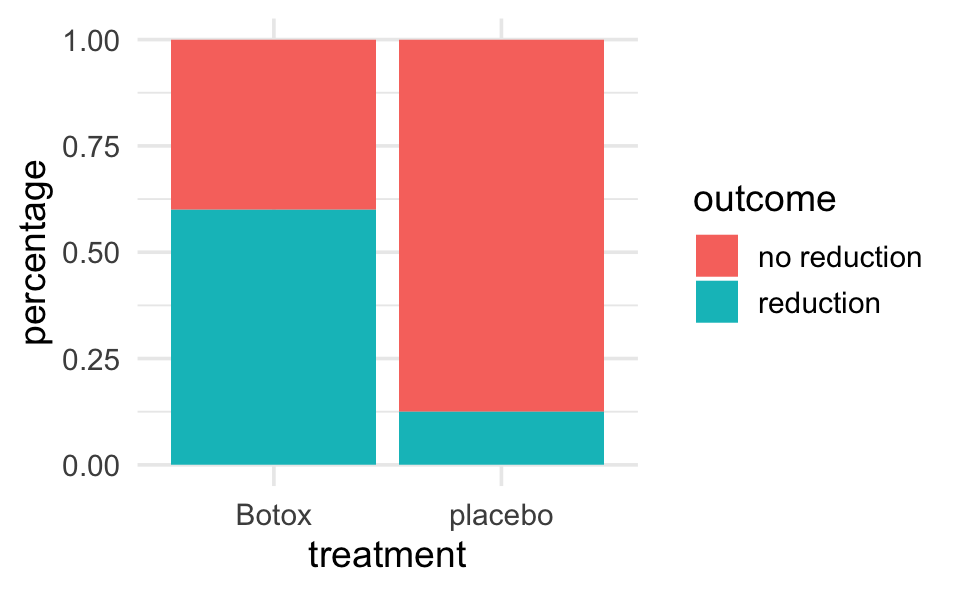 percentage
1.00
0.75
0.50
0.25
0.00
Botox placebo
treatment
outcome
no reduction
reduction